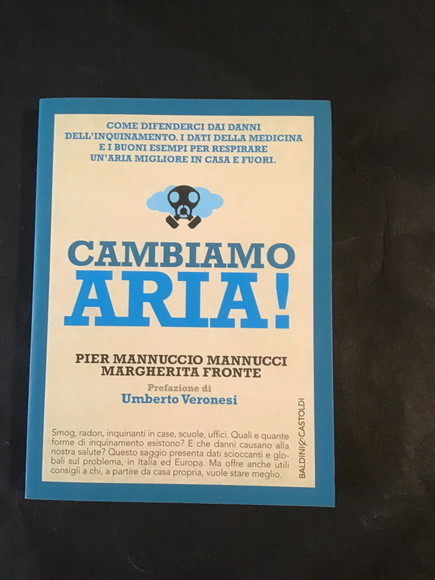 COME DIFENDERCI DAI DANNI
DELL'INQUINAMENTO. I DATI DELLA MEDICINA
E I BUONI ESEMPI PER RESPIRARE
UN'ARIA MIGLIORE IN CASA E FUORI.
CAMBIAMO
ARIA!
PIER MANNUCCIO MANNUCCI
MARGHERITA FRONTE
Prefazione di
Umberto Veronesi
Smog, radon, inquinanti in case, scuole, uffici. Quali e quante
forme di inquinamento esistono? E che danni causano alla
nostra salute? Questo saggio presenta dati scioccanti e glo-
bali sul problema, in Italia ed Europa. Ma offre anche utili
consigli a chi, a partire da casa propria, vuole stare meglio.
BALDINI&CASTOLDI